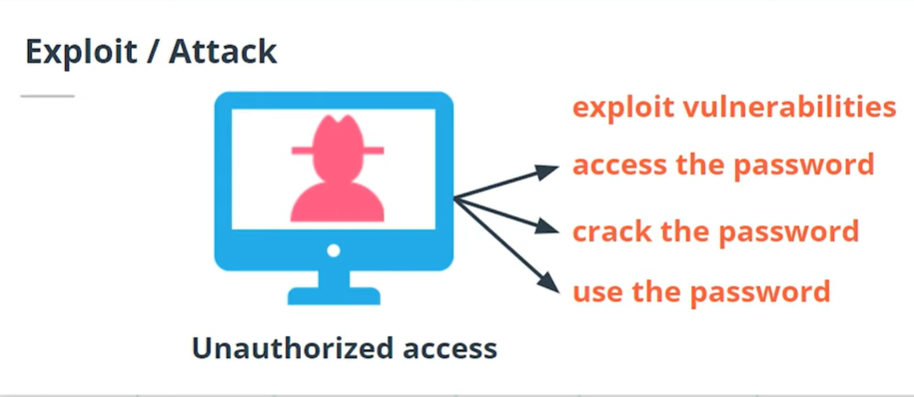 Exploit / Attack
exploit vulnerabilities
access the password
crack the password
use the password
Unauthorized access